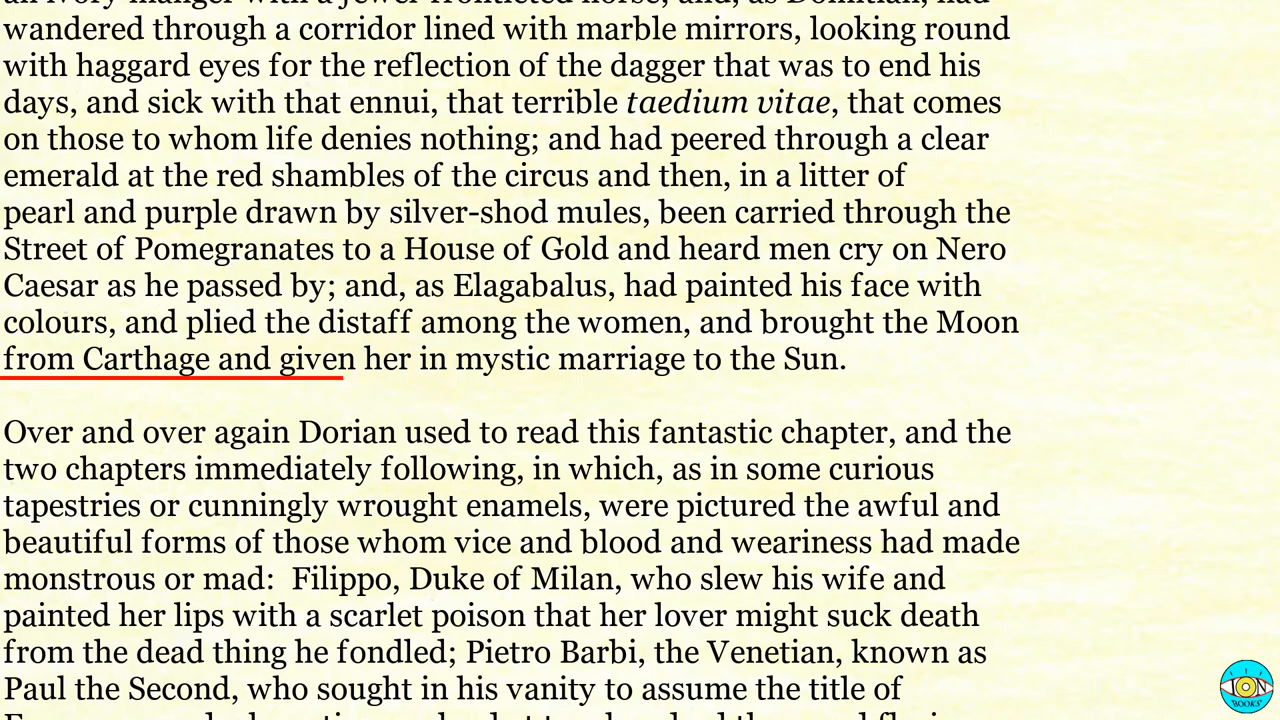 wandered through a corridor lined with marble mirrors, looking round
with haggard eyes for the reflection of the dagger that was to end his
days, and sick with that ennui, that terrible taedium vitae, that comes
on those to whom life denies nothing; and had peered through a clear
emerald at the red shambles of the circus and then, in a litter of
pearl and purple drawn by silver-shod mules, been carried through the
Street of Pomegranates to a House of Gold and heard men cry on Nero
Caesar as he passed by; and, as Elagabalus, had painted his face with
colours, and plied the distaff among the women, and brought the Moon
from Carthage and given her in mystic marriage to the Sun.
Over and over again Dorian used to read this fantastic chapter, and the
two chapters immediately following, in which, as in some curious
tapestries or cunningly wrought enamels, were pictured the awful and
beautiful forms of those whom vice and blood and weariness had made
monstrous or mad:  Filippo, Duke of Milan, who slew his wife and
painted her lips with a scarlet poison that her lover might suck death
from the dead thing he fondled; Pietro Barbi, the Venetian, known as
Paul the Second, who sought in his vanity to assume the title of
ION
BOOKS